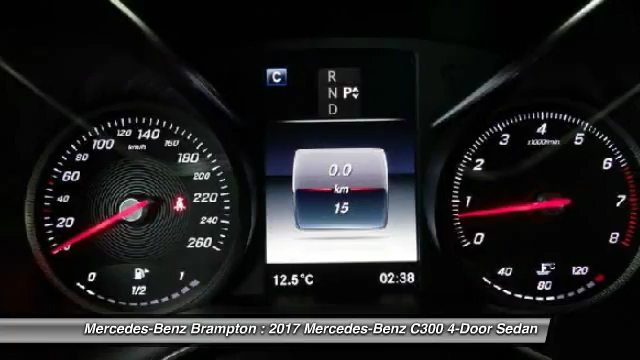 C
R
N P
D
0 20 40 60 80 100 120 140 160 180 200 220 240 260
km/h
0 1/2 1
0.0
km
15
12.5°C 02:38
0 1 2 3 4 5 6 7 8
x1000/min
40 80 120
°C
Mercedes-Benz Brampton : 2017 Mercedes-Benz C300 4-Door Sedan